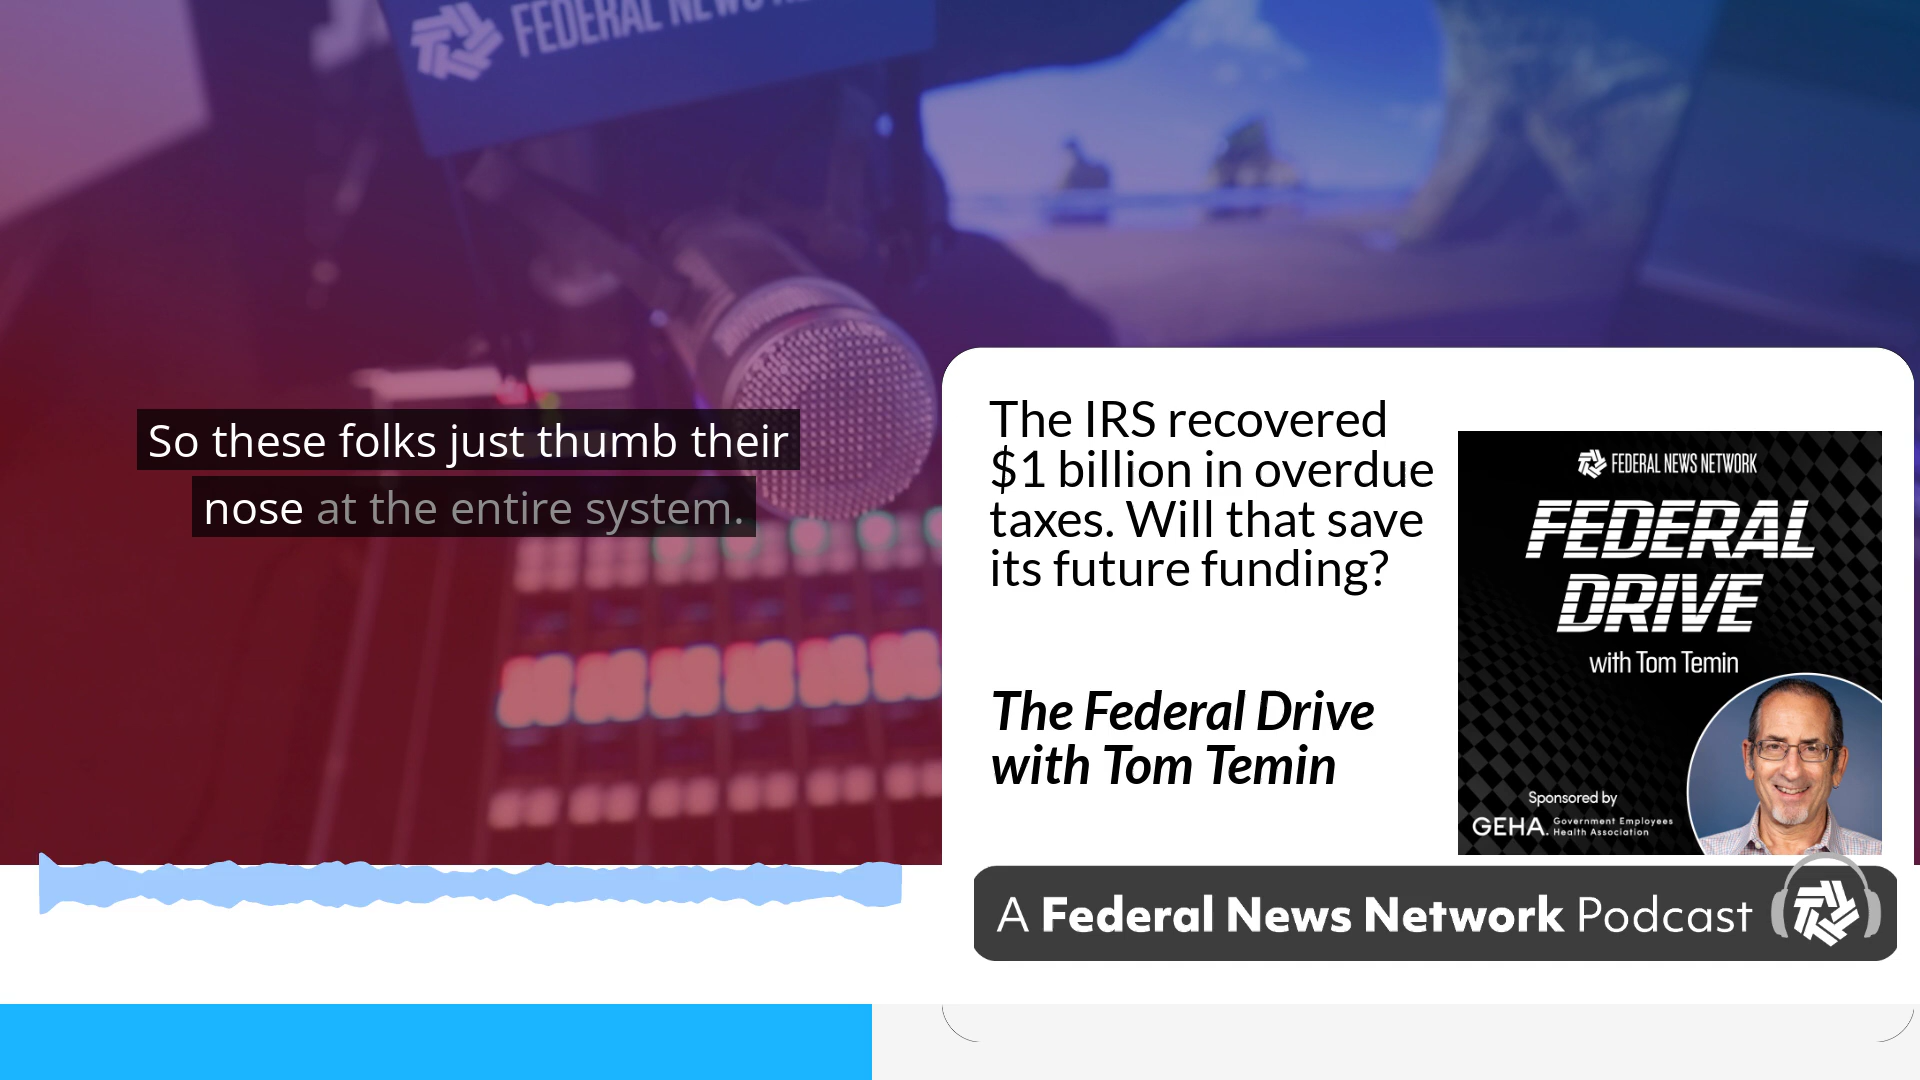 FEDERAL NEWS
So these folks just thumb their
nose at the entire system.
The IRS recovered
$1 billion in overdue
taxes. Will that save
its future funding?
The Federal Drive
with Tom Temin
FEDERAL NEWS NETWORK
FEDERAL
DRIVE
with Tom Temin
Sponsored by
GEHA. Government Employees
Health Association
A Federal News Network Podcast